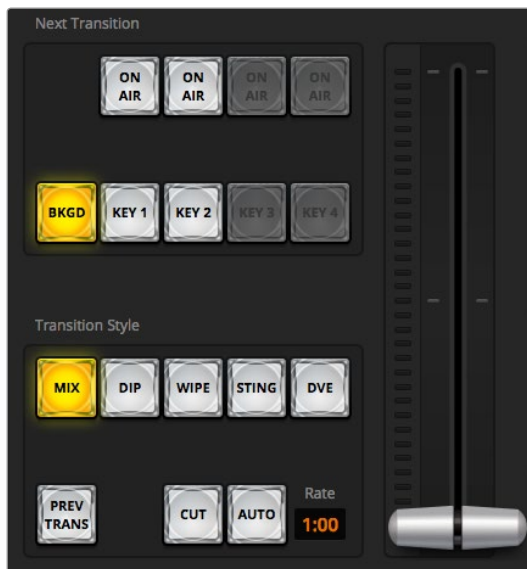 Next Transition
ON AIR
ON AIR
ON AIR
ON AIR
BKGD
KEY 1
KEY 2
KEY 3
KEY 4
Transition Style
MIX
DIP
WIPE
STING
DVE
PREV TRANS
CUT
AUTO
Rate
1:00